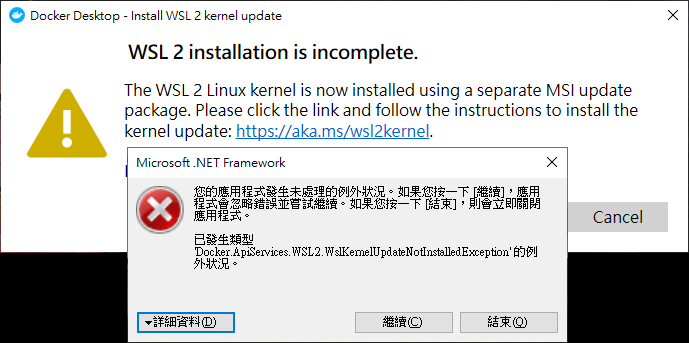 Docker Desktop - Install WSL 2 kernel update
WSL 2 installation is incomplete.
The WSL 2 Linux kernel is now installed using a separate MSI update
package. Please click the link and follow the instructions to install the
kernel update: https://aka.ms/wsl2kernel.
Microsoft .NET Framework
您的應用程式發生未處理的例外狀況。如果您按一下 [繼續]，應用
程式會忽略錯誤並嘗試繼續。如果您按一下 [結束]，則會立即關閉
應用程式。
已發生類型
'Docker.ApiServices.WSL2.WslKernelUpdateNotInstalledException' 的例
外狀況。
Cancel
詳細資料(D)
繼續(C)
結束(Q)